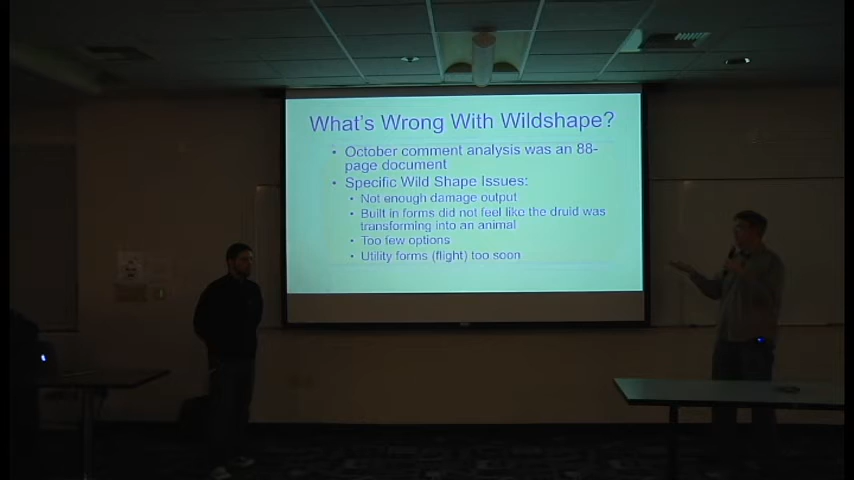 What's Wrong With Wildshape?
• October comment analysis was an 88-
page document
• Specific Wild Shape Issues:
• Not enough damage output
• Built in forms did not feel like the druid was
transforming into an animal
• Too few options
• Utility forms (flight) too soon